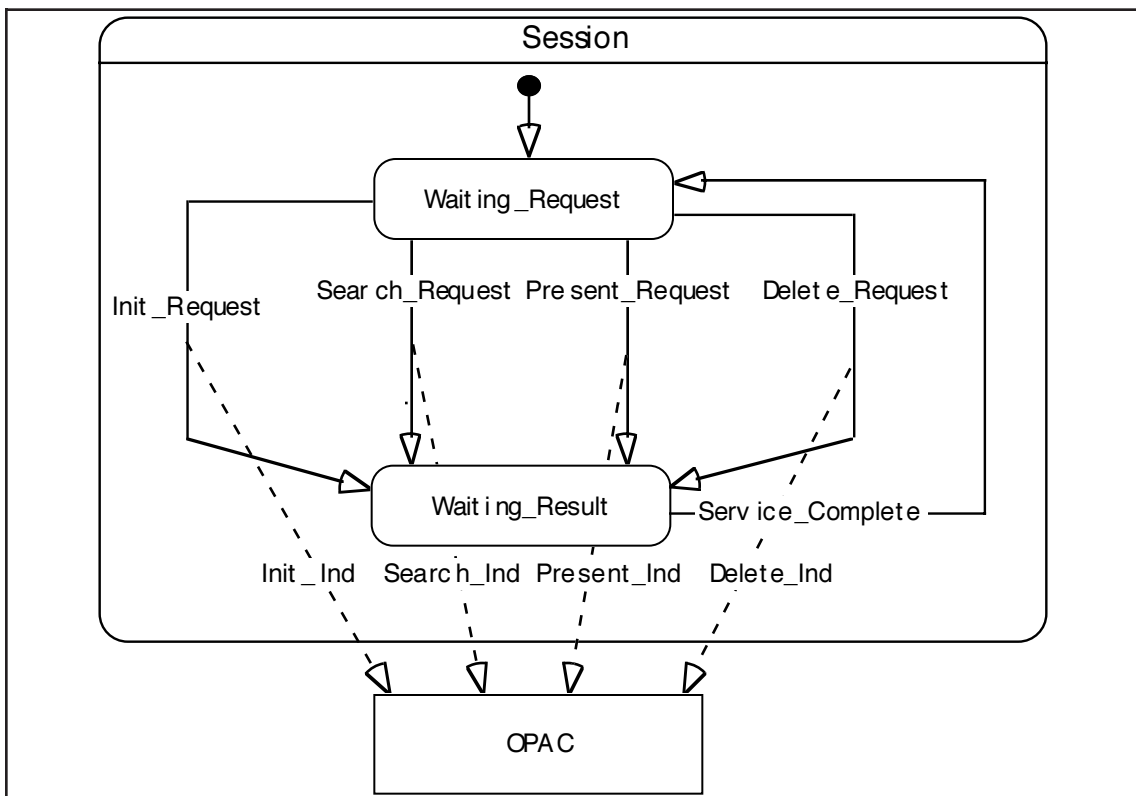 Session
Waiting_Request
Search_Request Present_Request Delete_Request
Init_Request
Waiting_Result
Service_Complete
Init_Ind Search_Ind Present_Ind Delete_Ind
OPAC